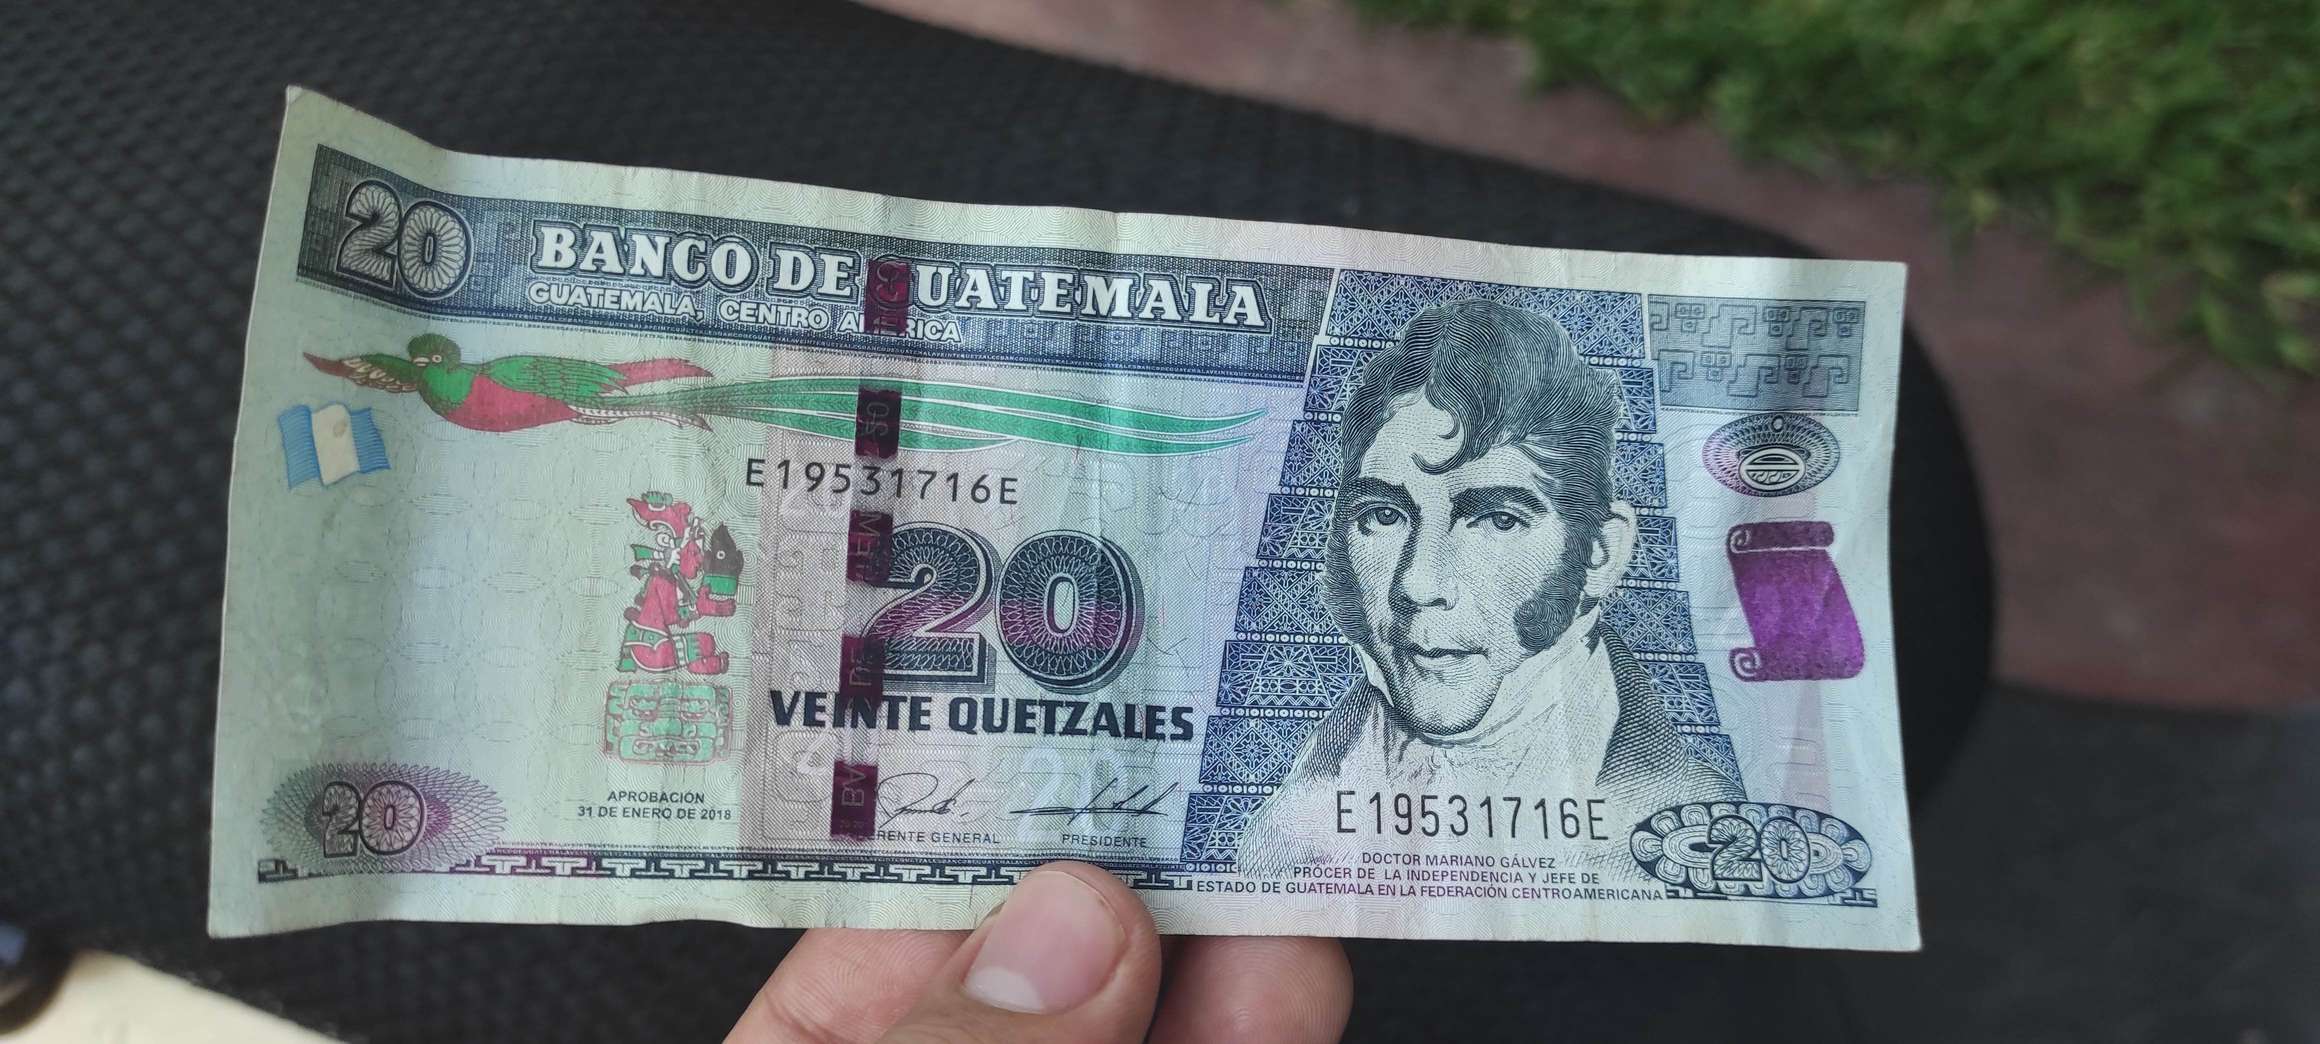 20 BANCO DE GUATEMALA
GUATEMALA, CENTRO AMÉRICA
E19531716E
20
VEINTE QUETZALES
APROBACIÓN
31 DE ENERO DE 2018
GERENTE GENERAL
PRESIDENTE
20
E19531716E
20
DOCTOR MARIANO GÁLVEZ
PRÓCER DE LA INDEPENDENCIA Y JEFE DE
ESTADO DE GUATEMALA EN LA FEDERACIÓN CENTROAMERICANA